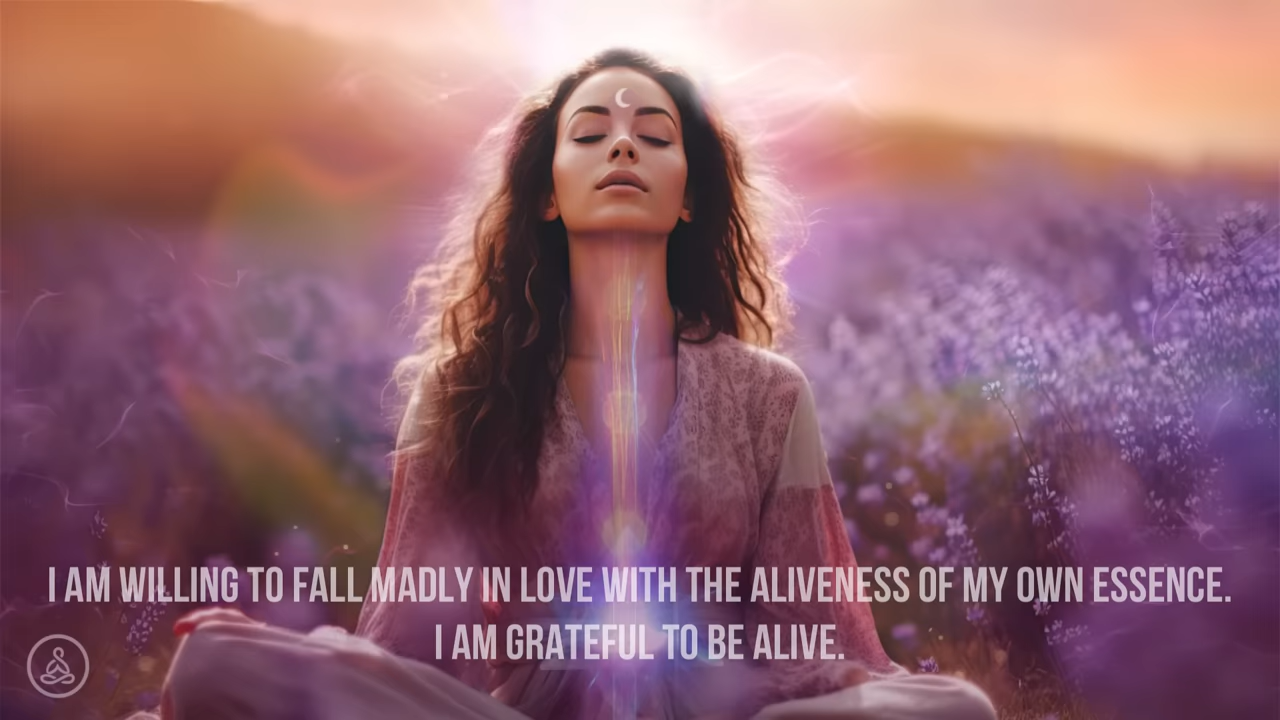 I AM WILLING TO FALL MADLY IN LOVE WITH THE ALIVENESS OF MY OWN ESSENCE.
I AM GRATEFUL TO BE ALIVE.